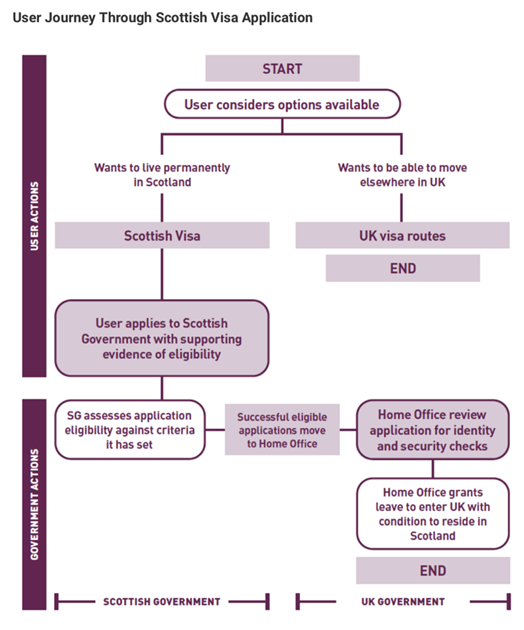 User Journey Through Scottish Visa Application
START
User considers options available
Wants to live permanently
in Scotland
Wants to be able to move
elsewhere in UK
Scottish Visa
UK visa routes
END
USER ACTIONS
User applies to Scottish
Government with supporting
evidence of eligibility
SG assesses application
eligibility against criteria
it has set
Successful eligible
applications move
to Home Office
Home Office review
application for identity
and security checks
GOVERNMENT ACTIONS
Home Office grants
leave to enter UK with
condition to reside in
Scotland
END
SCOTTISH GOVERNMENT
UK GOVERNMENT